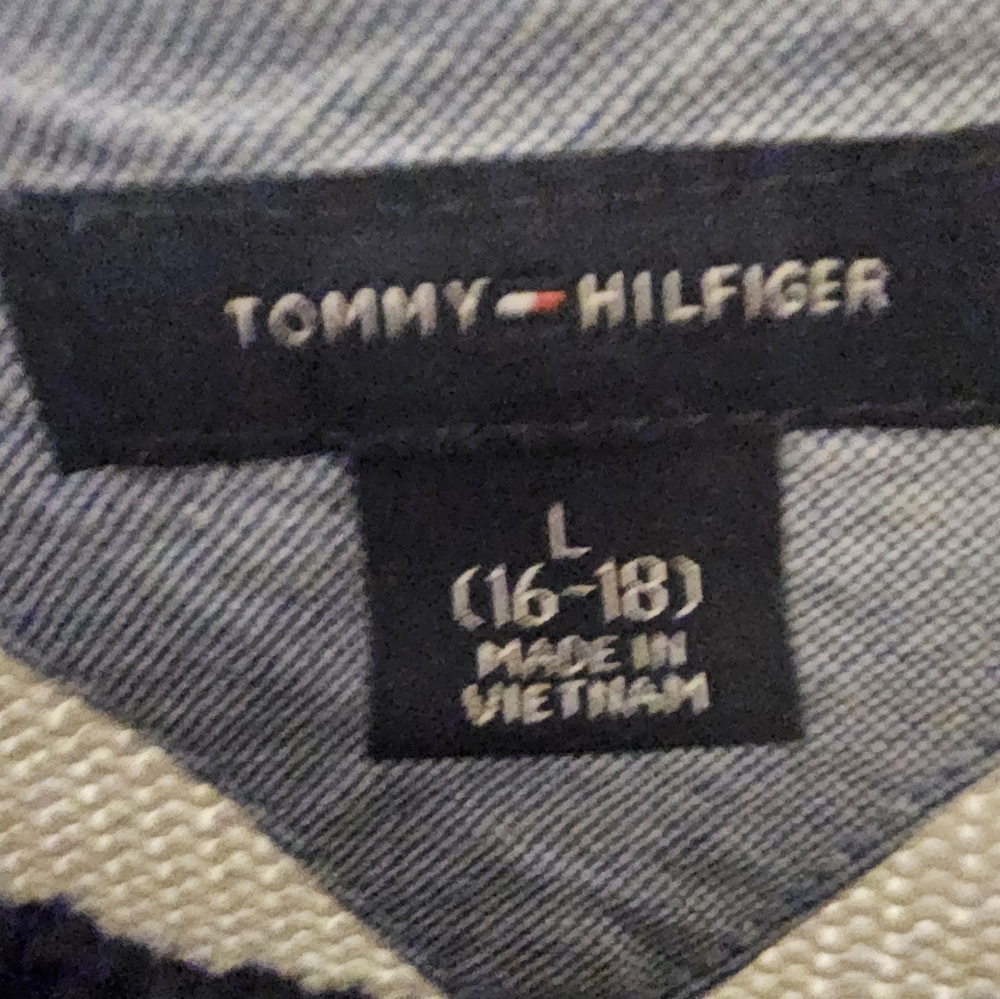 TOMMY HILFIGER
L
(16-18)
MADE IN
VIETNAM